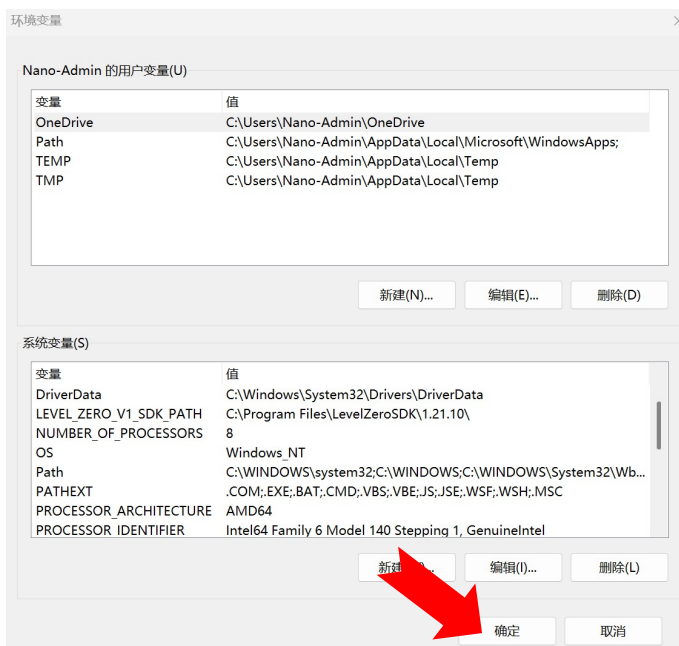 环境变量
Nano-Admin 的用户变量(U)
变量 值
OneDrive C:\Users\Nano-Admin\OneDrive
Path C:\Users\Nano-Admin\AppData\Local\Microsoft\WindowsApps;
TEMP C:\Users\Nano-Admin\AppData\Local\Temp
TMP C:\Users\Nano-Admin\AppData\Local\Temp
新建(N)... 编辑(E)... 删除(D)
系统变量(S)
变量 值
DriverData C:\Windows\System32\Drivers\DriverData
LEVEL_ZERO_V1_SDK_PATH C:\Program Files\LevelZeroSDK\1.21.10\
NUMBER_OF_PROCESSORS 8
OS Windows_NT
Path C:\WINDOWS\system32;C:\WINDOWS;C:\WINDOWS\System32\Wb...
PATHEXT .COM;.EXE;.BAT;.CMD;.VBS;.VBE;.JS;.JSE;.WSF;.WSH;.MSC
PROCESSOR_ARCHITECTURE AMD64
PROCESSOR_IDENTIFIER Intel64 Family 6 Model 140 Stepping 1, GenuineIntel
新建 编辑(I)... 删除(L)
确定 取消